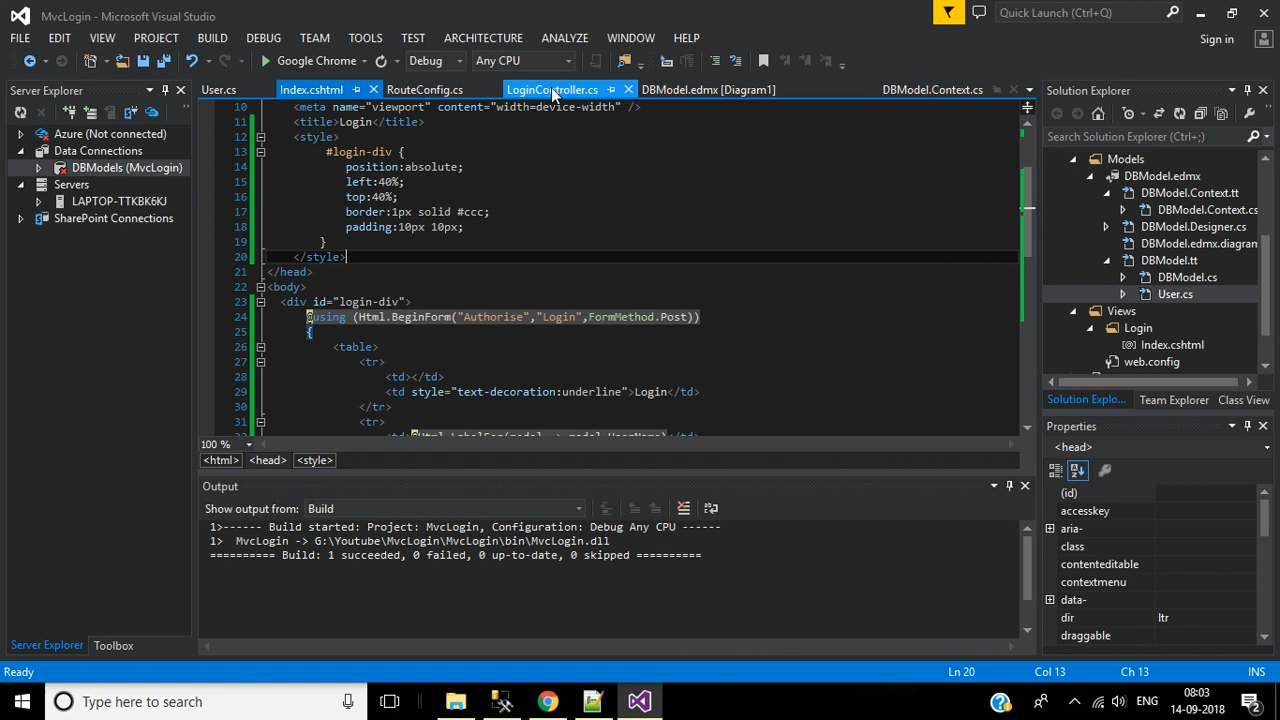 MvcLogin - Microsoft Visual Studio
Quick Launch (Ctrl+Q)
FILE EDIT VIEW PROJECT BUILD DEBUG TEAM TOOLS TEST ARCHITECTURE ANALYZE WINDOW HELP
Sign in
Google Chrome Debug Any CPU
Server Explorer
User.cs Index.cshtml RouteConfig.cs LoginController.cs DBModel.edmx [Diagram1] DBModel.Context.cs
Solution Explorer
Search Solution Explorer (Ctrl+;)
Azure (Not connected)
Data Connections
DBModels (MvcLogin)
Servers
LAPTOP-TTKBK6KJ
SharePoint Connections
10 <meta name="viewport" content="width=device-width" />
11 <title>Login</title>
12 <style>
13 #login-div {
14 position:absolute;
15 left:40%;
16 top:40%;
17 border:1px solid #ccc;
18 padding:10px 10px;
19 }
20 </style>
21 </head>
22 <body>
23 <div id="login-div">
24 @using (Html.BeginForm("Authorise","Login",FormMethod.Post))
25 {
26 <table>
27 <tr>
28 <td></td>
29 <td style="text-decoration:underline">Login</td>
30 </tr>
31 <tr>
100 %
<html> <head> <style>
Models
DBModel.edmx
DBModel.Context.tt
DBModel.Context.cs
DBModel.Designer.cs
DBModel.edmx.diagram
DBModel.tt
DBModel.cs
User.cs
Views
Login
Index.cshtml
web.config
Solution Explo... Team Explorer Class View
Properties
<head>
(id)
accesskey
aria-
class
contenteditable
contextmenu
data-
dir ltr
draggable
Output
Show output from: Build
1>------ Build started: Project: MvcLogin, Configuration: Debug Any CPU ------
1> MvcLogin -> G:\Youtube\MvcLogin\MvcLogin\bin\MvcLogin.dll
========== Build: 1 succeeded, 0 failed, 0 up-to-date, 0 skipped ==========
Server Explorer Toolbox
Ready Ln 20 Col 13 Ch 13 INS
Type here to search
ENG
08:03
14-09-2018
2